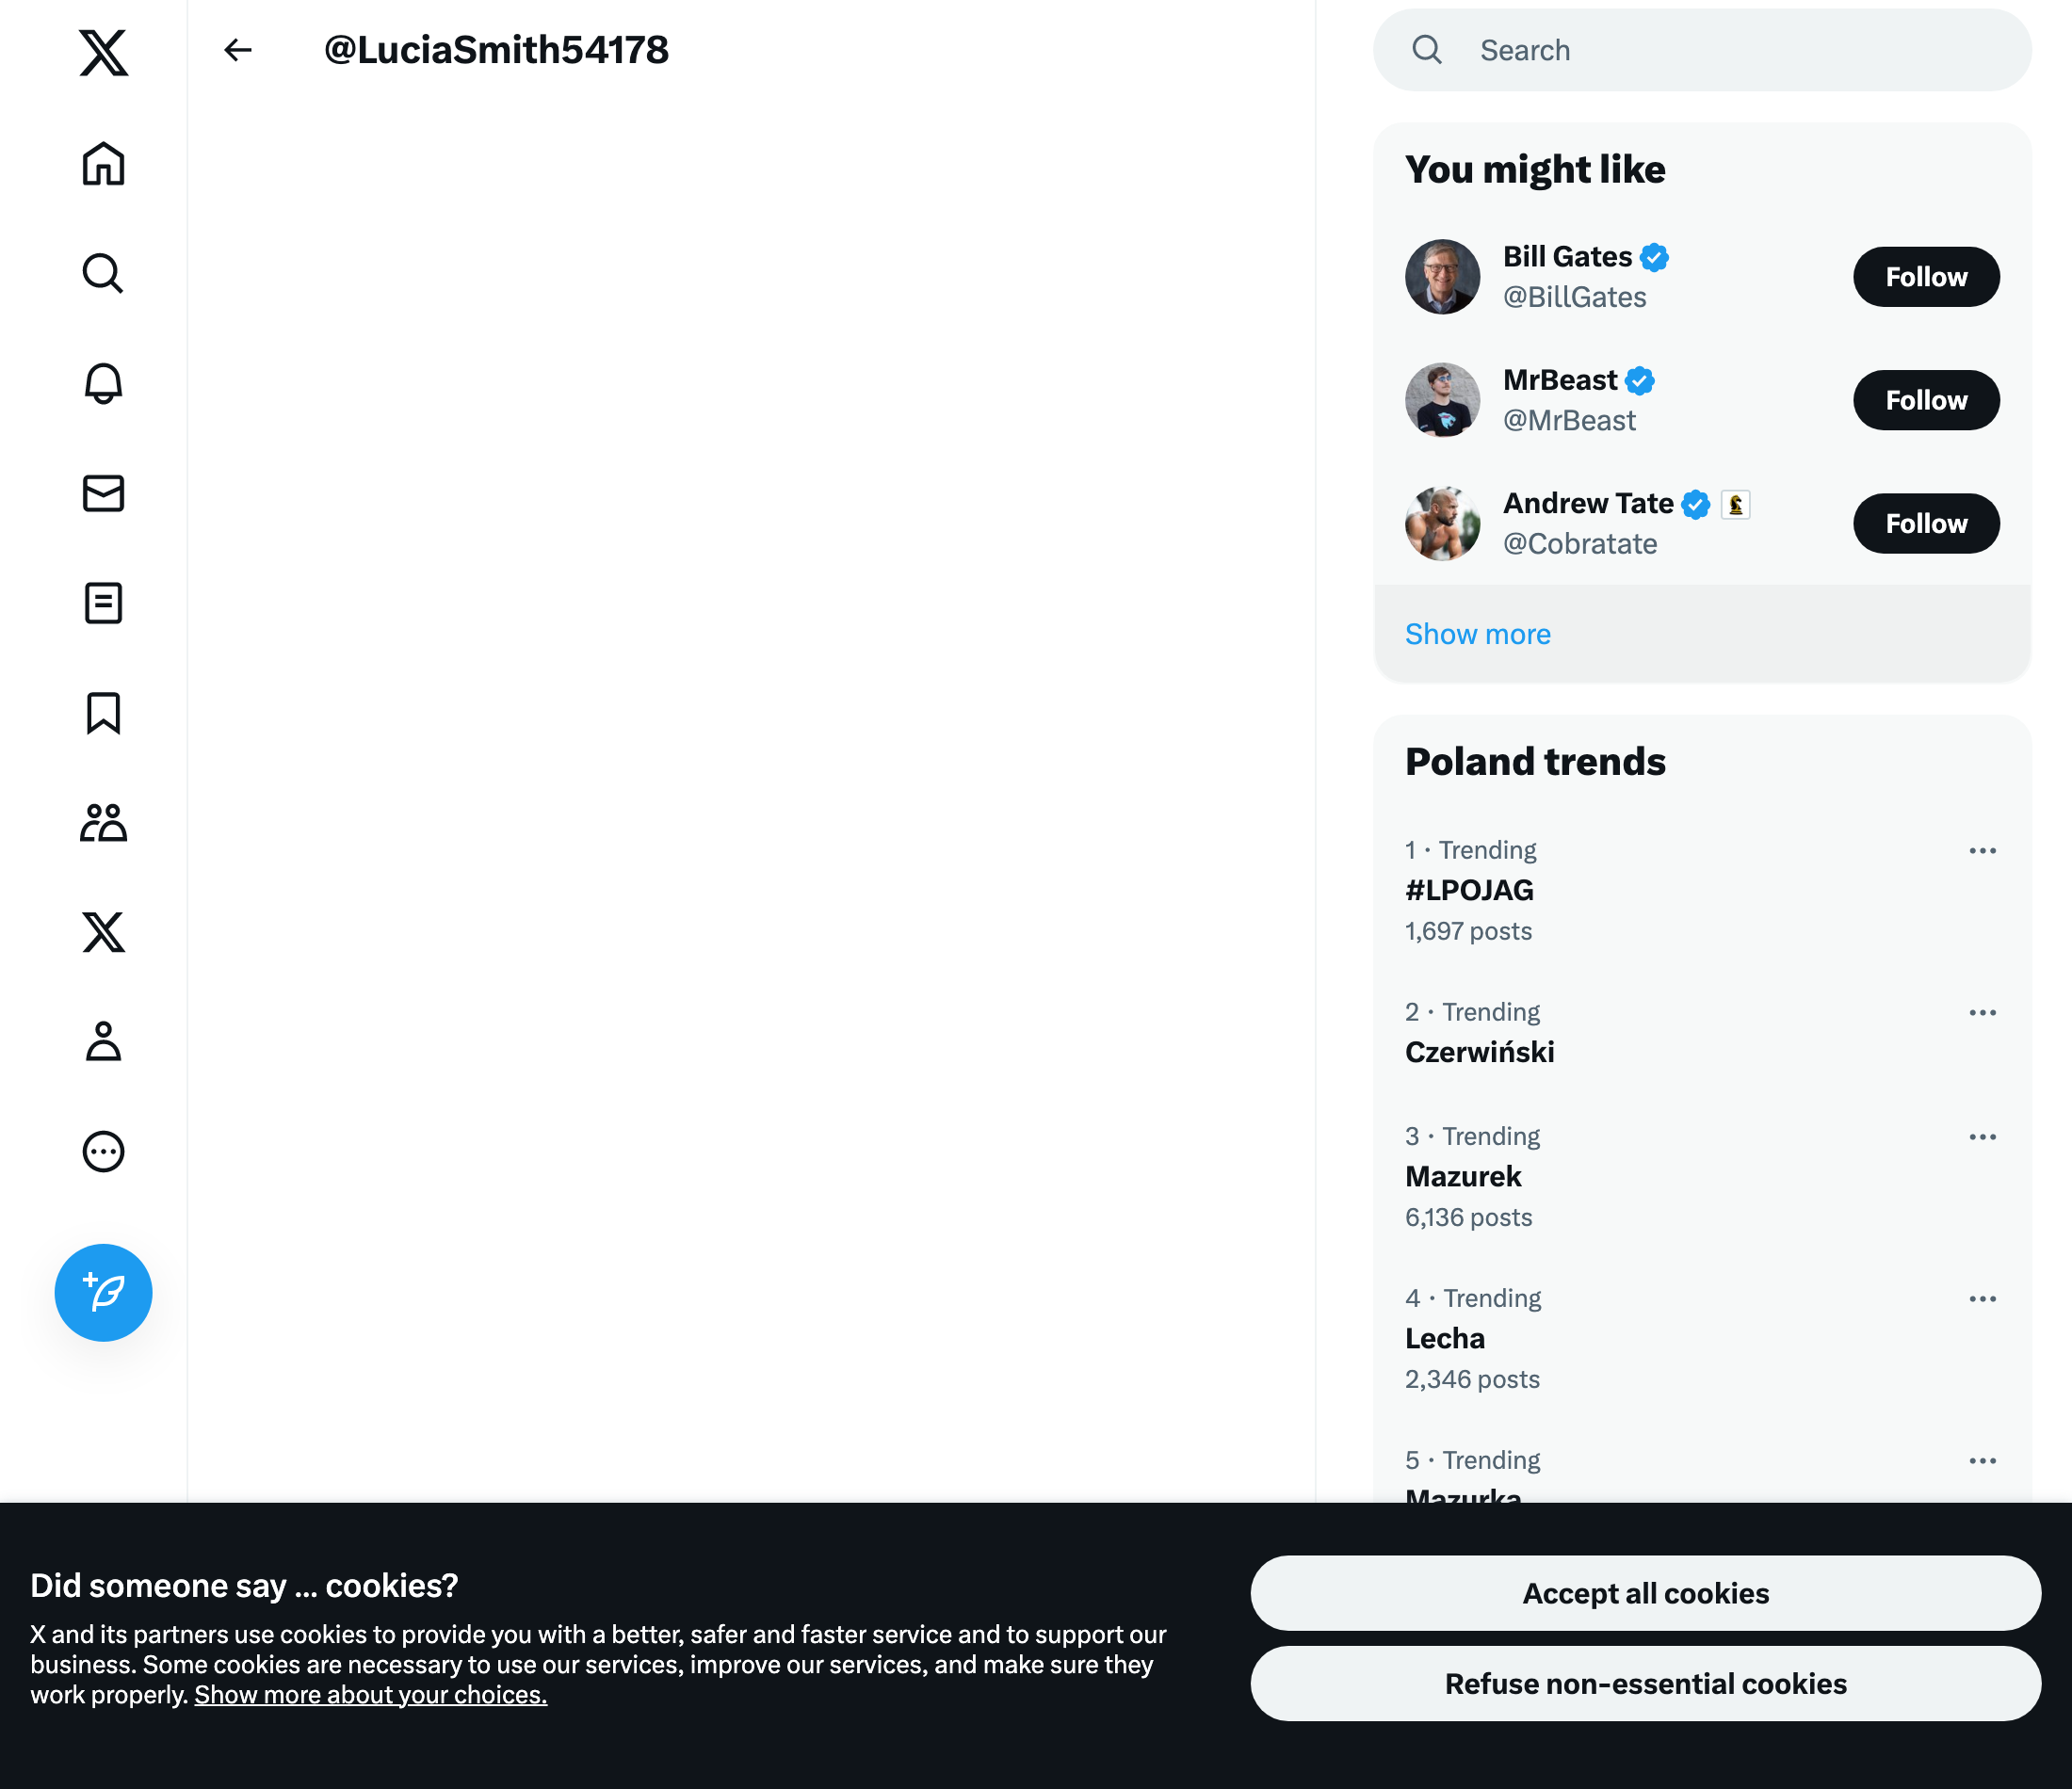 @LuciaSmith54178
Search
You might like
Bill Gates
@BillGates
Follow
MrBeast
@MrBeast
Follow
Andrew Tate
@Cobratate
Follow
Show more
Poland trends
1 · Trending
#LPOJAG
1,697 posts
2 · Trending
Czerwiński
3 · Trending
Mazurek
6,136 posts
4 · Trending
Lecha
2,346 posts
5 · Trending
Mazurka
Did someone say … cookies?
X and its partners use cookies to provide you with a better, safer and faster service and to support our
business. Some cookies are necessary to use our services, improve our services, and make sure they
work properly. Show more about your choices.
Accept all cookies
Refuse non-essential cookies